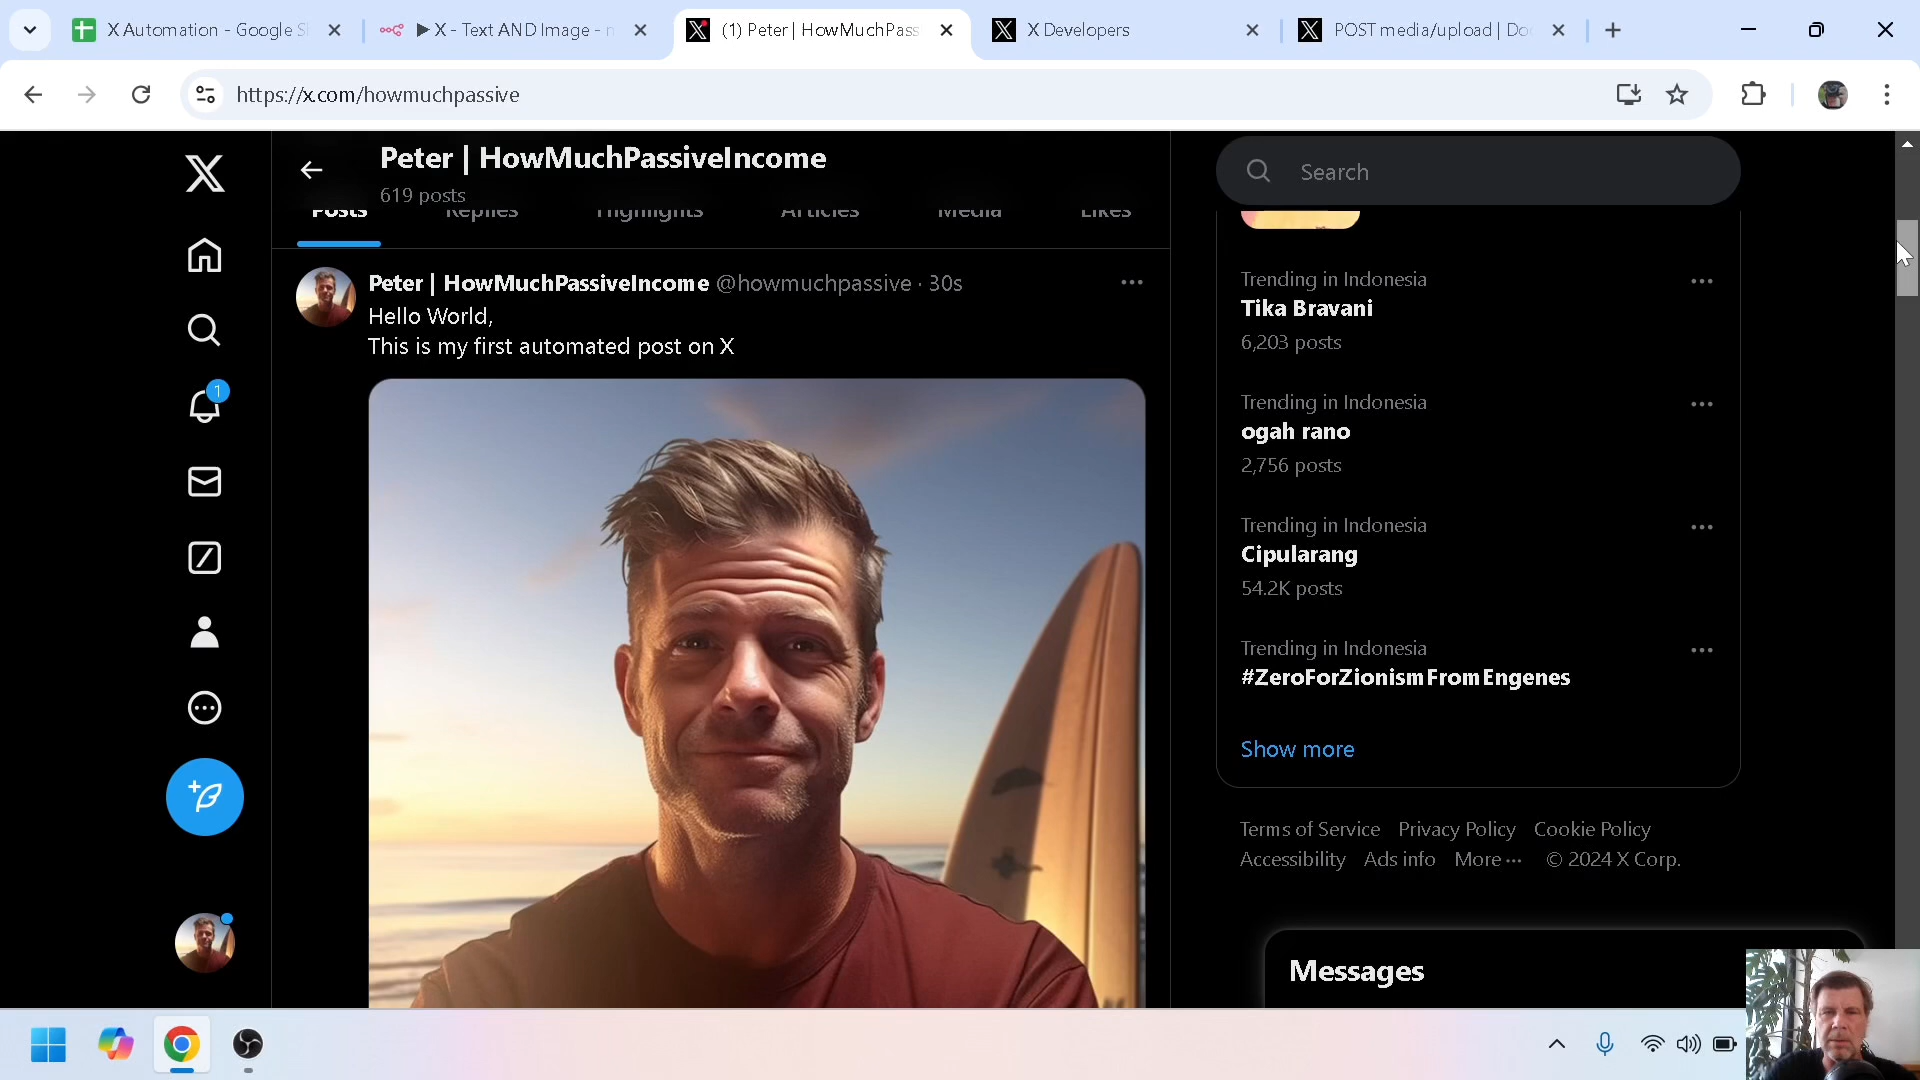 X Automation - Google S
X - Text AND Image - n
(1) Peter | HowMuchPass
X Developers
POST media/upload | Doc
https://x.com/howmuchpassive
Peter | HowMuchPassiveIncome
619 posts
Posts
Replies
Highlights
Articles
Media
Likes
Peter | HowMuchPassiveIncome @howmuchpassive · 30s
Hello World,
This is my first automated post on X
1
Search
Trending in Indonesia
Tika Bravani
6,203 posts
Trending in Indonesia
ogah rano
2,756 posts
Trending in Indonesia
Cipularang
54.2K posts
Trending in Indonesia
#ZeroForZionismFromEngenes
Show more
Terms of Service Privacy Policy Cookie Policy
Accessibility Ads info More ··· © 2024 X Corp.
Messages